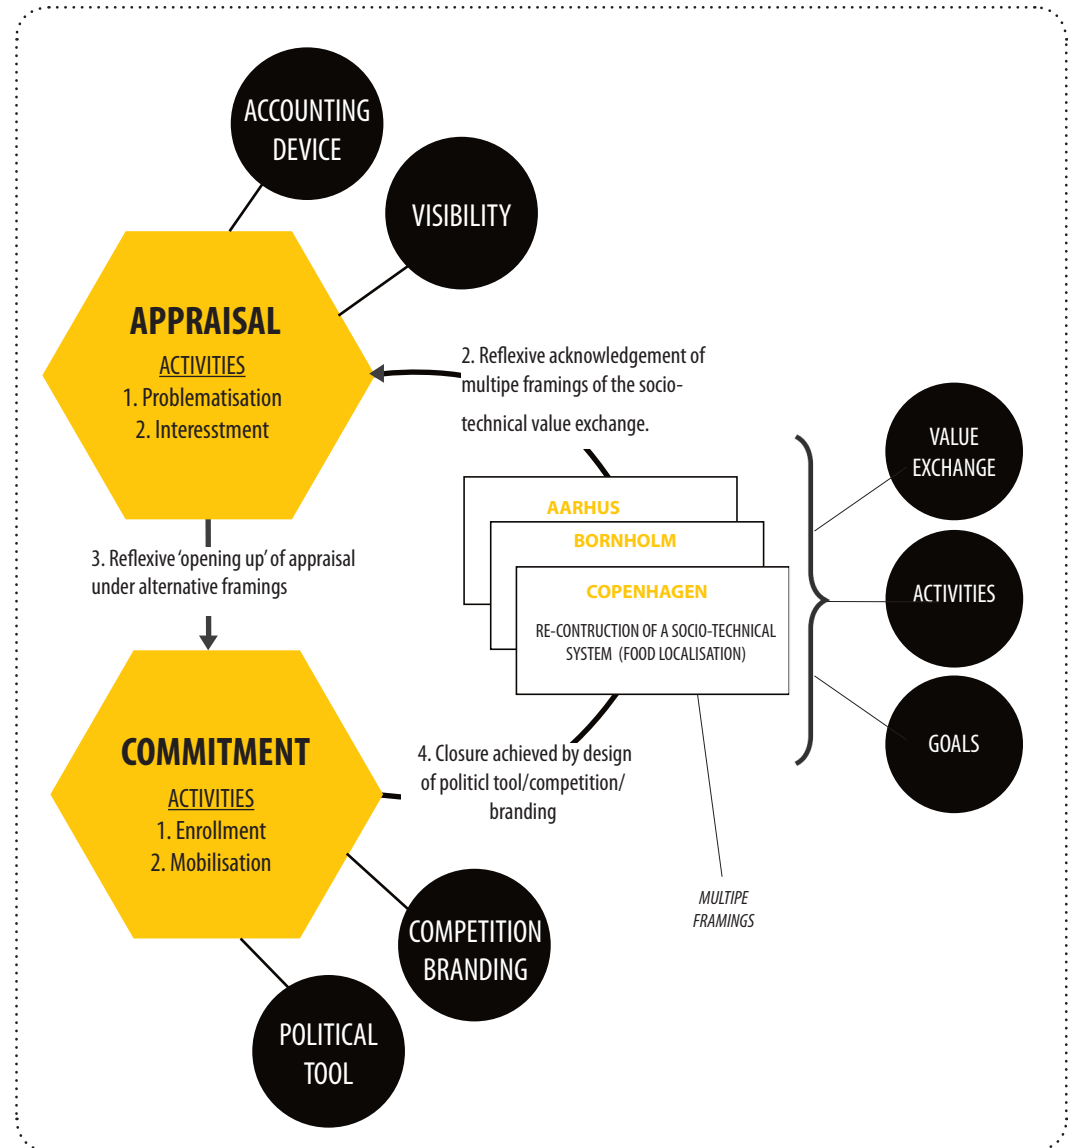 ACCOUNTING
DEVICE
VISIBILITY
APPRAISAL
ACTIVITIES
1. Problematisation
2. Interesstment
2. Reflexive acknowledgement of
multipe framings of the socio-
technical value exchange.
3. Reflexive ‘opening up’ of appraisal
under alternative framings
AARHUS
BORNHOLM
COPENHAGEN
RE-CONTRUCTION OF A SOCIO-TECHNICAL
SYSTEM (FOOD LOCALISATION)
VALUE
EXCHANGE
ACTIVITIES
GOALS
COMMITMENT
ACTIVITIES
1. Enrollment
2. Mobilisation
4. Closure achieved by design
of politicl tool/competition/
branding
MULTIPE
FRAMINGS
COMPETITION
BRANDING
POLITICAL
TOOL